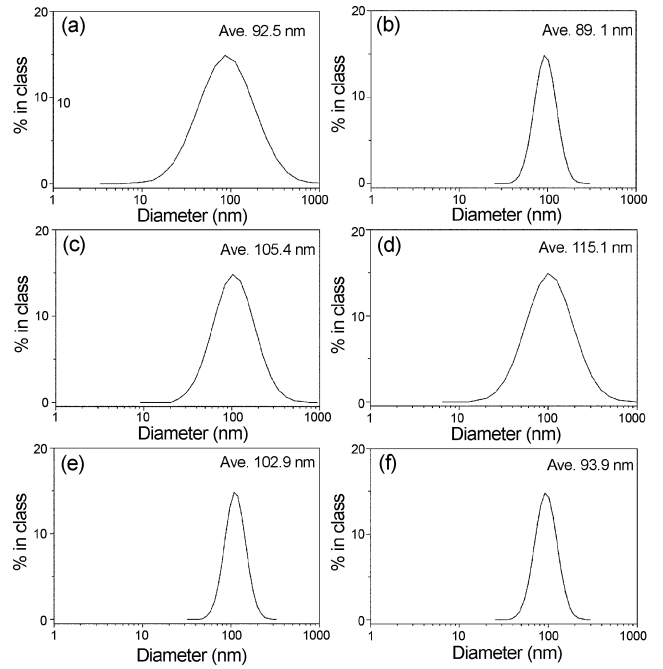 (a)
Ave. 92.5 nm
20
10
0
10
% in class
1
10
100
1000
Diameter (nm)
(b)
Ave. 89. 1 nm
20
10
0
% in class
1
10
100
1000
Diameter (nm)
(c)
Ave. 105.4 nm
20
10
0
% in class
1
10
100
1000
Diameter (nm)
(d)
Ave. 115.1 nm
20
10
0
% in class
1
10
100
1000
Diameter (nm)
(e)
Ave. 102.9 nm
20
10
0
% in class
1
10
100
1000
Diameter (nm)
(f)
Ave. 93.9 nm
20
10
0
% in class
1
10
100
1000
Diameter (nm)